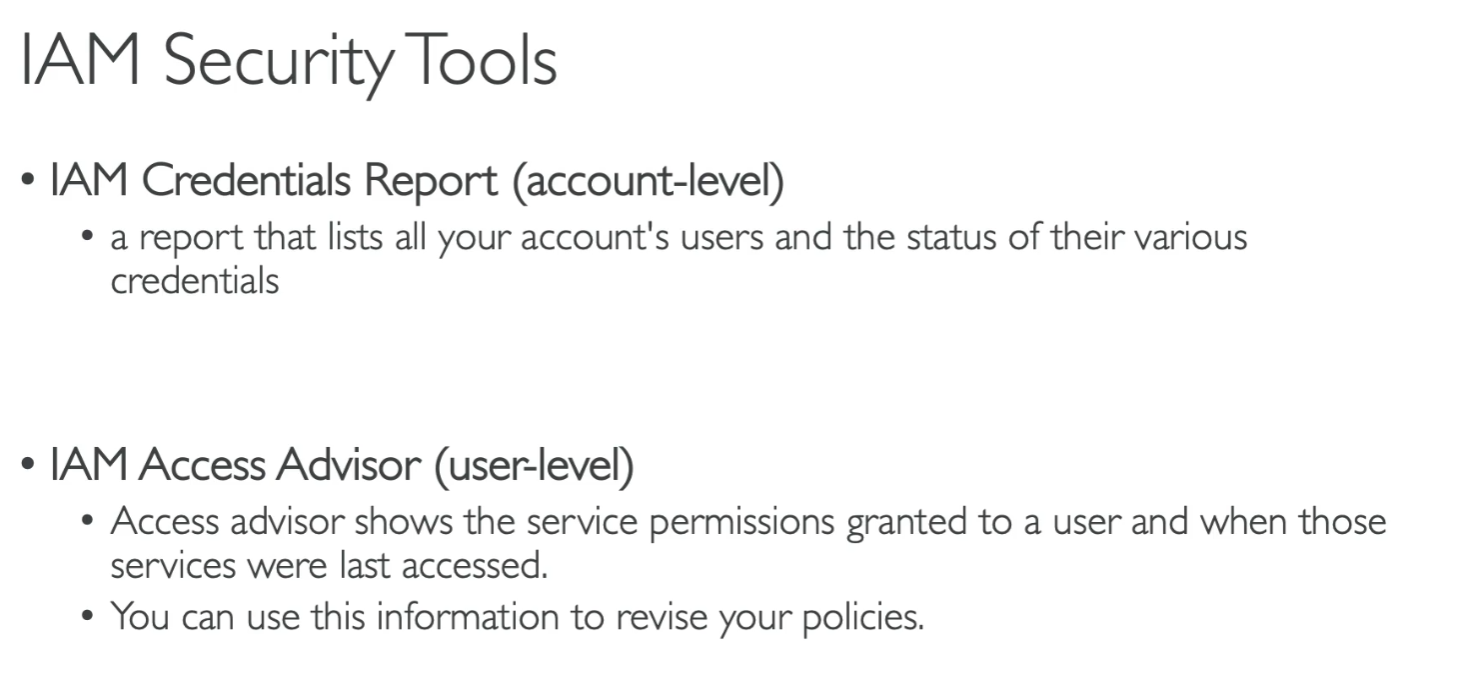 IAM Security Tools
• IAM Credentials Report (account-level)
• a report that lists all your account's users and the status of their various
credentials
• IAM Access Advisor (user-level)
• Access advisor shows the service permissions granted to a user and when those
services were last accessed.
• You can use this information to revise your policies.